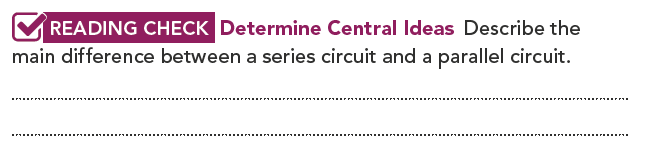 READING CHECK Determine Central Ideas Describe the
main difference between a series circuit and a parallel circuit.